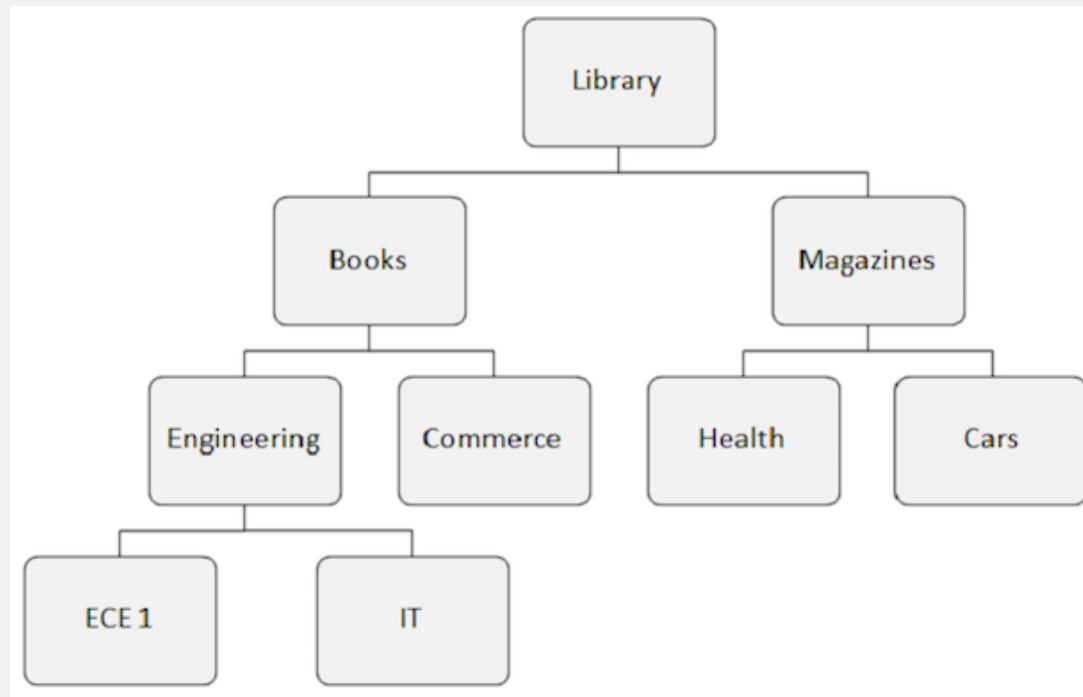 Library
Books
Magazines
Engineering
Commerce
Health
Cars
ECE 1
IT